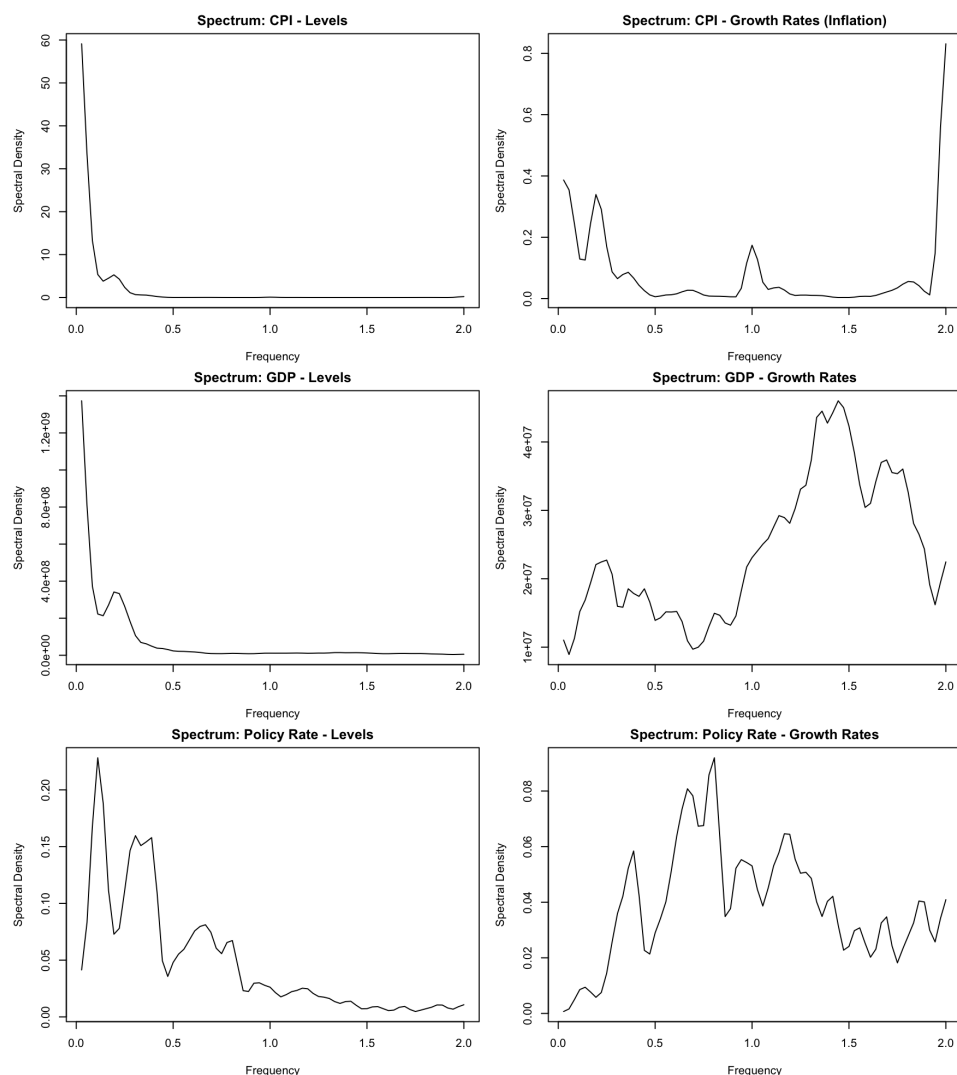 Spectrum: CPI - Levels
Spectral Density
60
50
40
30
20
10
0
0.0 0.5 1.0 1.5 2.0
Frequency
Spectrum: CPI - Growth Rates (Inflation)
Spectral Density
0.8
0.6
0.4
0.2
0.0
0.0 0.5 1.0 1.5 2.0
Frequency
Spectrum: GDP - Levels
Spectral Density
1.2e+09
8.0e+08
4.0e+08
0.0e+00
0.0 0.5 1.0 1.5 2.0
Frequency
Spectrum: GDP - Growth Rates
Spectral Density
4e+07
3e+07
2e+07
1e+07
0.0 0.5 1.0 1.5 2.0
Frequency
Spectrum: Policy Rate - Levels
Spectral Density
0.20
0.15
0.10
0.05
0.00
0.0 0.5 1.0 1.5 2.0
Frequency
Spectrum: Policy Rate - Growth Rates
Spectral Density
0.08
0.06
0.04
0.02
0.00
0.0 0.5 1.0 1.5 2.0
Frequency